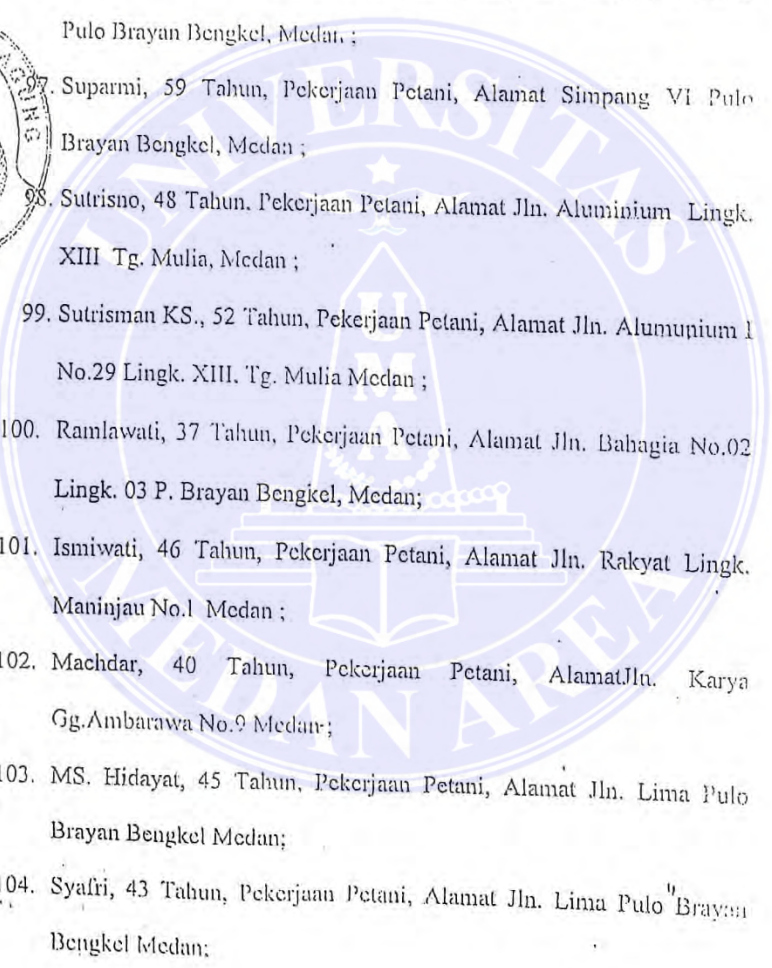 Pulo Brayan Bengkel, Medan ;
AGUNG
97. Suparmi, 59 Tahun, Pekerjaan Petani, Alamat Simpang VI Pulo
Brayan Bengkel, Medan ;
98. Sutrisno, 48 Tahun. Pekerjaan Petani, Alamat Jln. Aluminium Lingk.
XIII Tg. Mulia, Medan ;
99. Sutrisman KS., 52 Tahun, Pekerjaan Petani, Alamat Jln. Alumunium I
No.29 Lingk. XIII. Tg. Mulia Medan ;
100. Ramlawati, 37 Tahun, Pekerjaan Petani, Alamat Jln. Bahagia No.02
Lingk. 03 P. Brayan Bengkel, Medan;
101. Ismiwati, 46 Tahun, Pekerjaan Petani, Alamat Jln. Rakyat Lingk.
Maninjau No.1 Medan ;
102. Machdar, 40 Tahun, Pekerjaan Petani, AlamatJln. Karya
Gg.Ambarawa No.9 Medan ;
103. MS. Hidayat, 45 Tahun, Pekerjaan Petani, Alamat Jln. Lima Pulo
Brayan Bengkel Medan;
104. Syafri, 43 Tahun, Pekerjaan Petani, Alamat Jln. Lima Pulo Brayan
Bengkel Medan;
UNIVERSITAS
UMA
MEDAN AREA